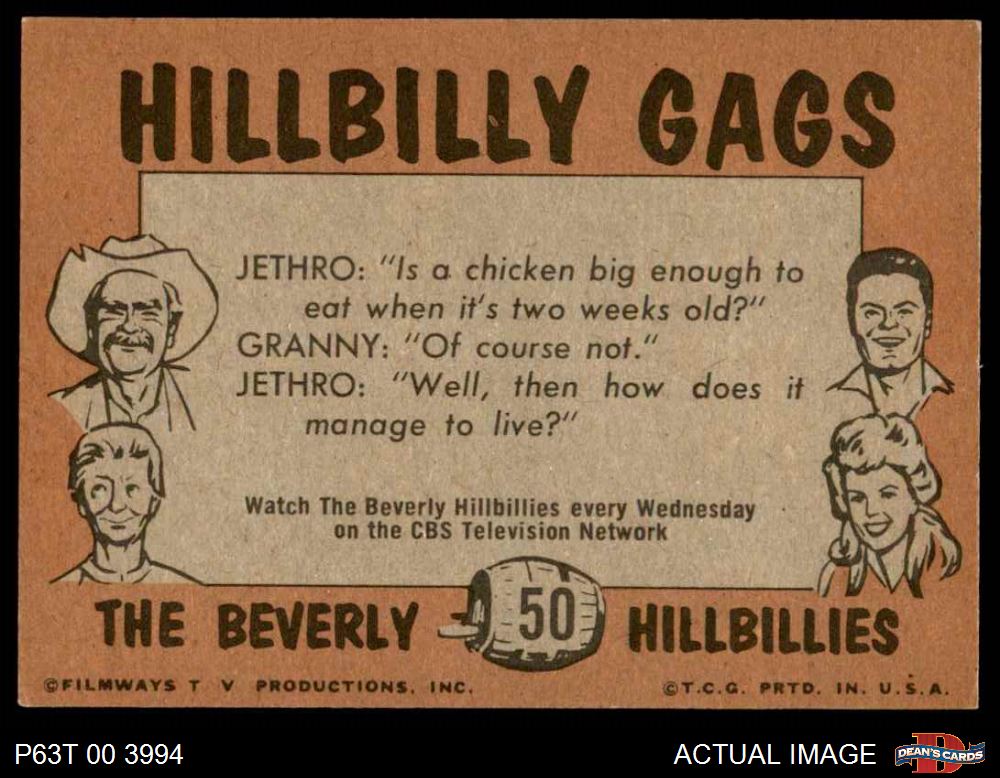 HILLBILLY GAGS
JETHRO: "Is a chicken big enough to
eat when it's two weeks old?"
GRANNY: "Of course not."
JETHRO: "Well, then how does it
manage to live?"
Watch The Beverly Hillbillies every Wednesday
on the CBS Television Network
THE BEVERLY 50 HILLBILLIES
©FILMWAYS T V PRODUCTIONS, INC. ©T.C.G. PRTD. IN. U.S.A.
P63T 00 3994 ACTUAL IMAGE D DEAN'S CARDS